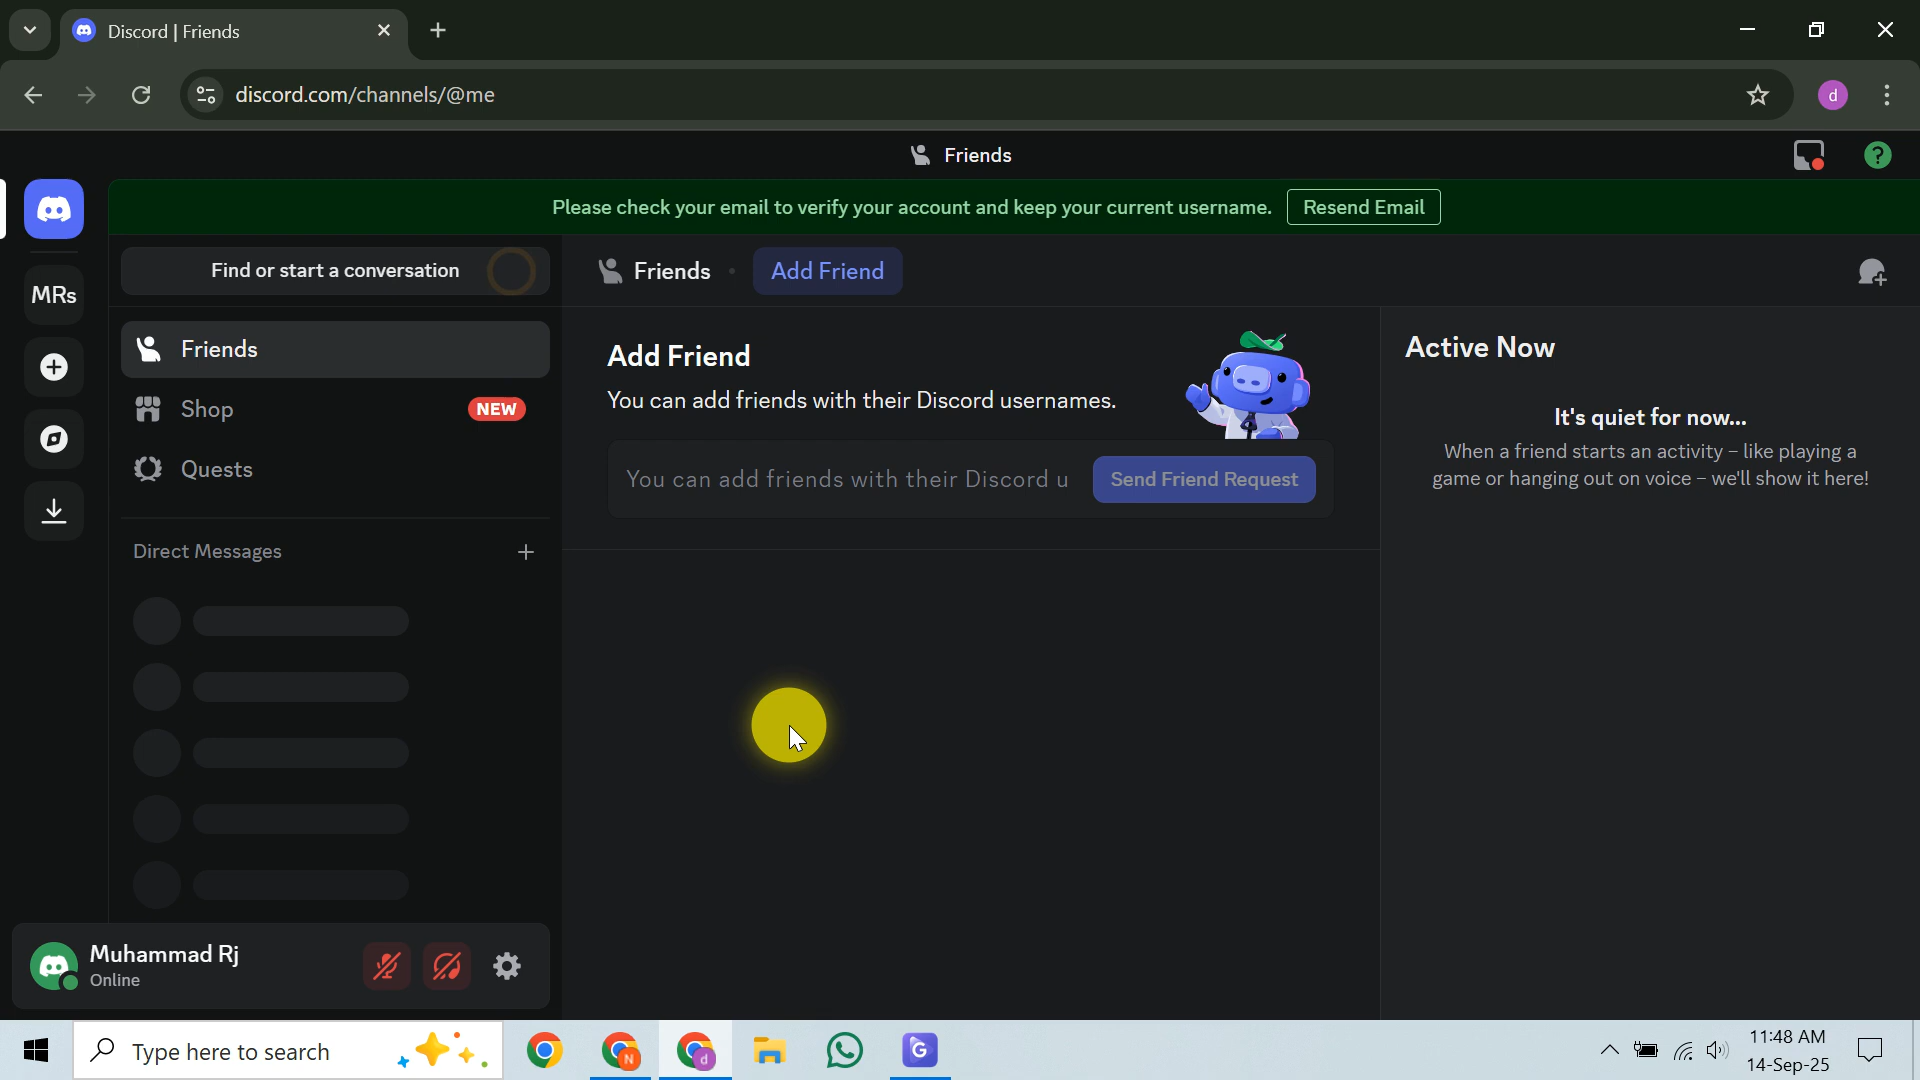 Discord | Friends
discord.com/channels/@me
d
Friends
?
Please check your email to verify your account and keep your current username.
Resend Email
Find or start a conversation
Friends
Add Friend
MRs
Friends
Shop
NEW
Quests
Direct Messages
Add Friend
You can add friends with their Discord usernames.
You can add friends with their Discord u
Send Friend Request
Active Now
It's quiet for now...
When a friend starts an activity – like playing a
game or hanging out on voice – we'll show it here!
Muhammad Rj
Online
Type here to search
N
d
G
11:48 AM
14-Sep-25